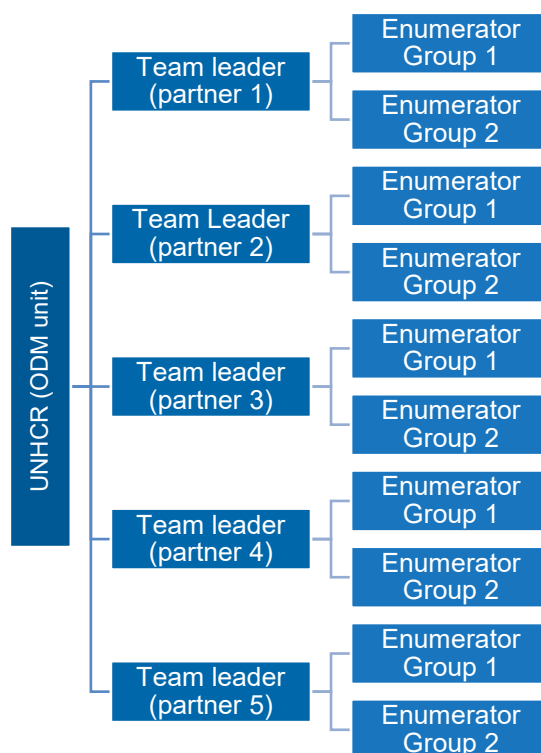 UNHCR (ODM unit)
Team leader
(partner 1)
Enumerator
Group 1
Enumerator
Group 2
Team Leader
(partner 2)
Enumerator
Group 1
Enumerator
Group 2
Team leader
(partner 3)
Enumerator
Group 1
Enumerator
Group 2
Team leader
(partner 4)
Enumerator
Group 1
Enumerator
Group 2
Team leader
(partner 5)
Enumerator
Group 1
Enumerator
Group 2